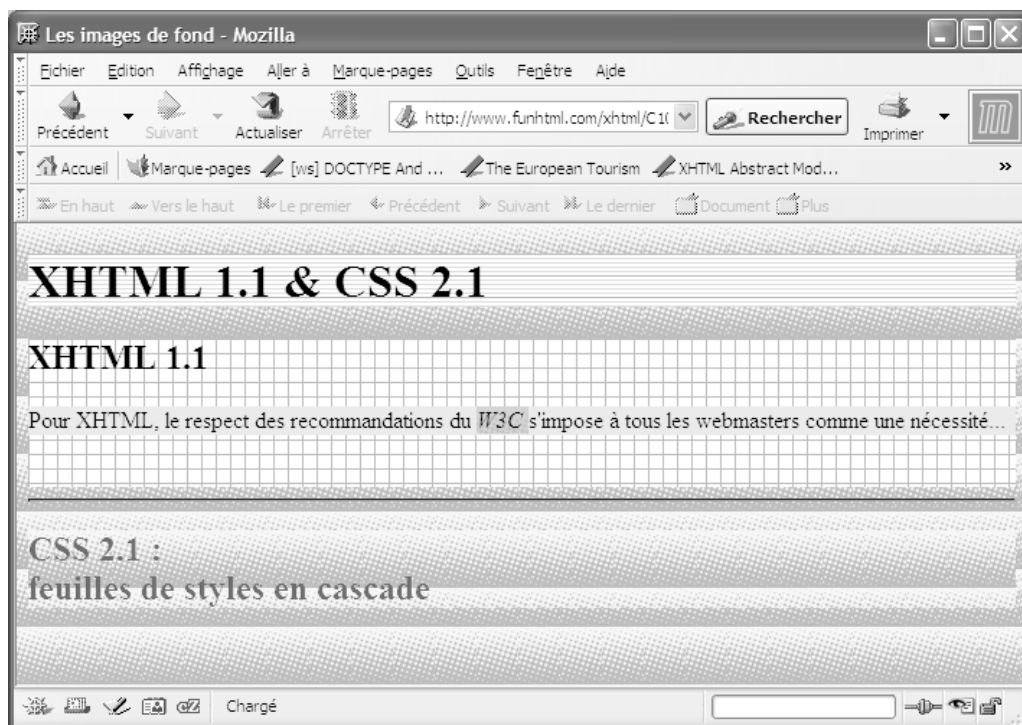 Les images de fond - Mozilla
Fichier Edition Affichage Aller à Marque-pages Outils Fenêtre Aide
http://www.funhtml.com/xhtml/C1( Rechercher
Précédent Suivant Actualiser Arrêter Imprimer
Accueil Marque-pages [ws] DOCTYPE And ... The European Tourism XHTML Abstract Mod... »
En haut Vers le haut Le premier Précédent Suivant Le dernier Document Plus
XHTML 1.1 & CSS 2.1
XHTML 1.1
Pour XHTML, le respect des recommandations du W3C s'impose à tous les webmasters comme une nécessité...
CSS 2.1 :
feuilles de styles en cascade
Chargé